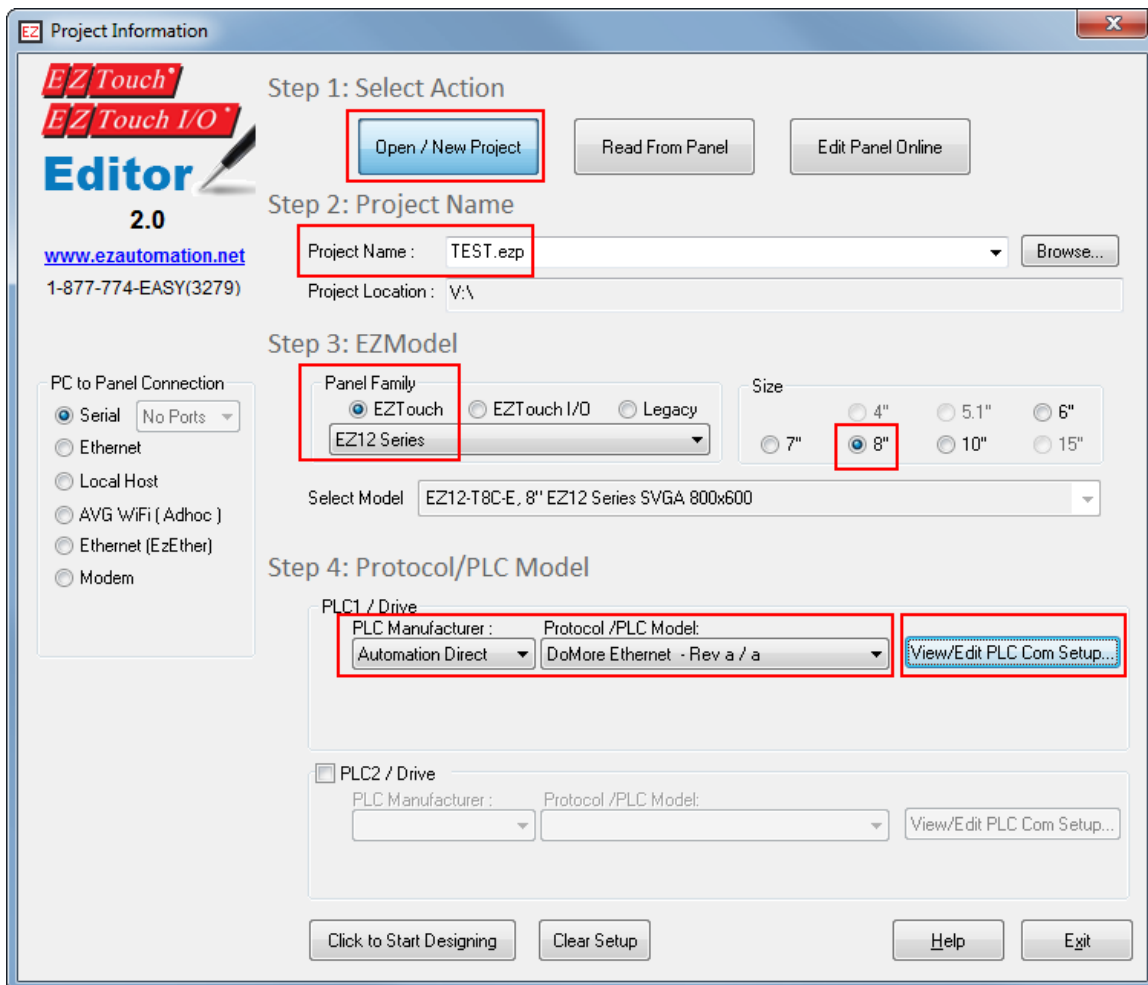 EZ Project Information
EZTouch
EZTouch I/O
Editor
2.0
www.ezautomation.net
1-877-774-EASY(3279)
PC to Panel Connection
Serial No Ports
Ethernet
Local Host
AVG WiFi ( Adhoc )
Ethernet (EzEther)
Modem
Step 1: Select Action
Open / New Project Read From Panel Edit Panel Online
Step 2: Project Name
Project Name : TEST.ezp Browse...
Project Location : V:\
Step 3: EZModel
Panel Family
EZTouch EZTouch I/O Legacy
EZ12 Series
Size
4" 5.1" 6"
7" 8" 10" 15"
Select Model EZ12-T8C-E, 8" EZ12 Series SVGA 800x600
Step 4: Protocol/PLC Model
PLC1 / Drive
PLC Manufacturer : Protocol /PLC Model:
Automation Direct DoMore Ethernet - Rev a / a View/Edit PLC Com Setup...
PLC2 / Drive
PLC Manufacturer : Protocol /PLC Model:
View/Edit PLC Com Setup...
Click to Start Designing Clear Setup Help Exit